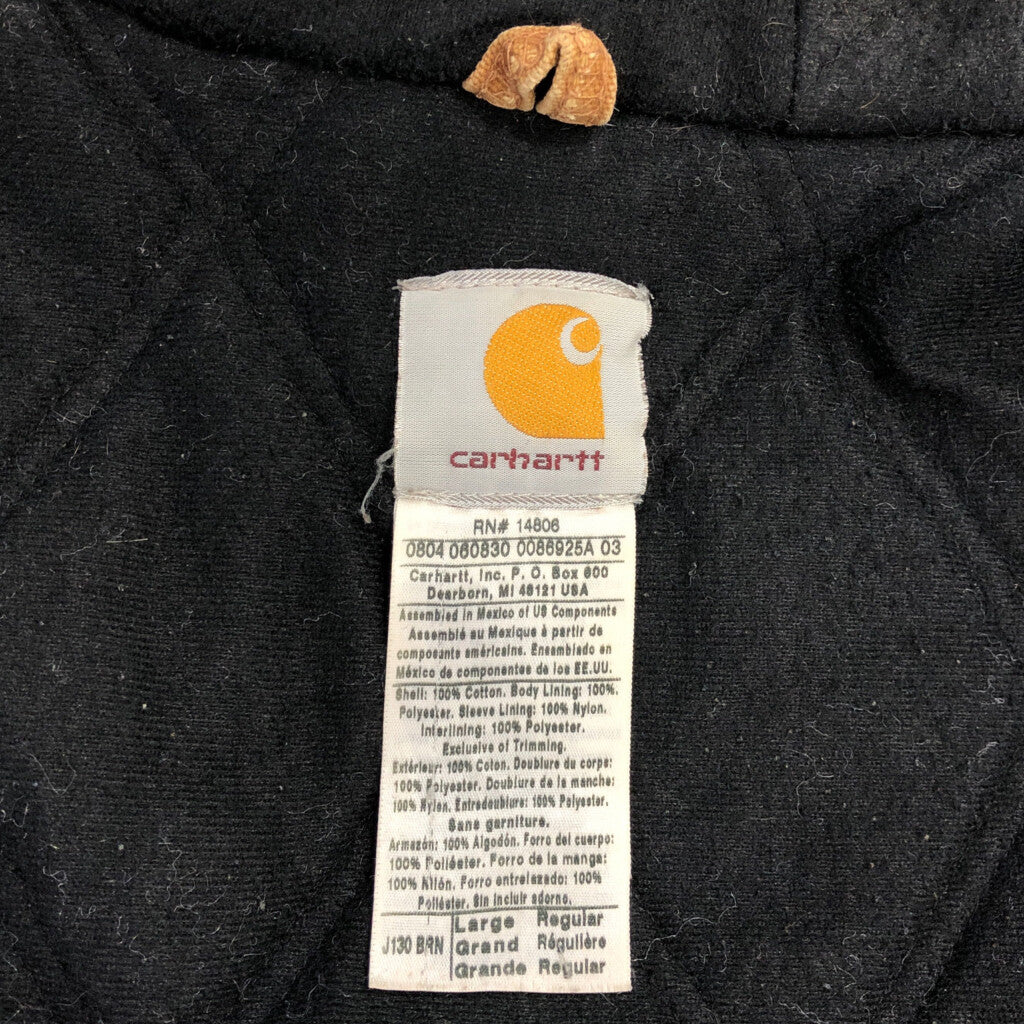 carhartt
RN# 14806
0804 060830 0086925A 03
Carhartt, Inc. P. O. Box 600
Dearborn, MI 48121 USA
Assembled in Mexico of US Components
Assemblé au Mexique à partir de
composants américains. Ensamblado en
México de componentes de los EE.UU.
Shell: 100% Cotton. Body Lining: 100%
Polyester. Sleeve Lining: 100% Nylon.
Interlining: 100% Polyester.
Exclusive of Trimming.
Extérieur: 100% Coton. Doublure du corps:
100% Polyester. Doublure de la manche:
100% Nylon. Entredoublure: 100% Polyester.
Sans garniture.
Armazón: 100% Algodón. Forro del cuerpo:
100% Poliéster. Forro de la manga:
100% Nilón. Forro entrelazado: 100%
Poliéster. Sin incluir adorno.
J130 BRN
Large Regular
Grand Régulière
Grande Regular